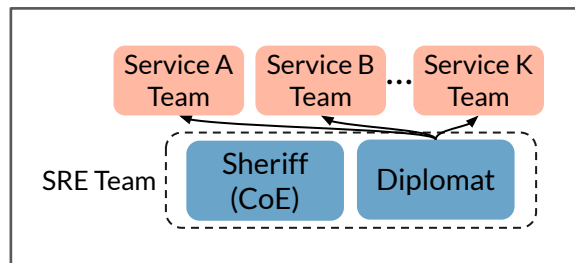 Service A
Team
Service B
Team
...
Service K
Team
SRE Team
Sheriff
(CoE)
Diplomat